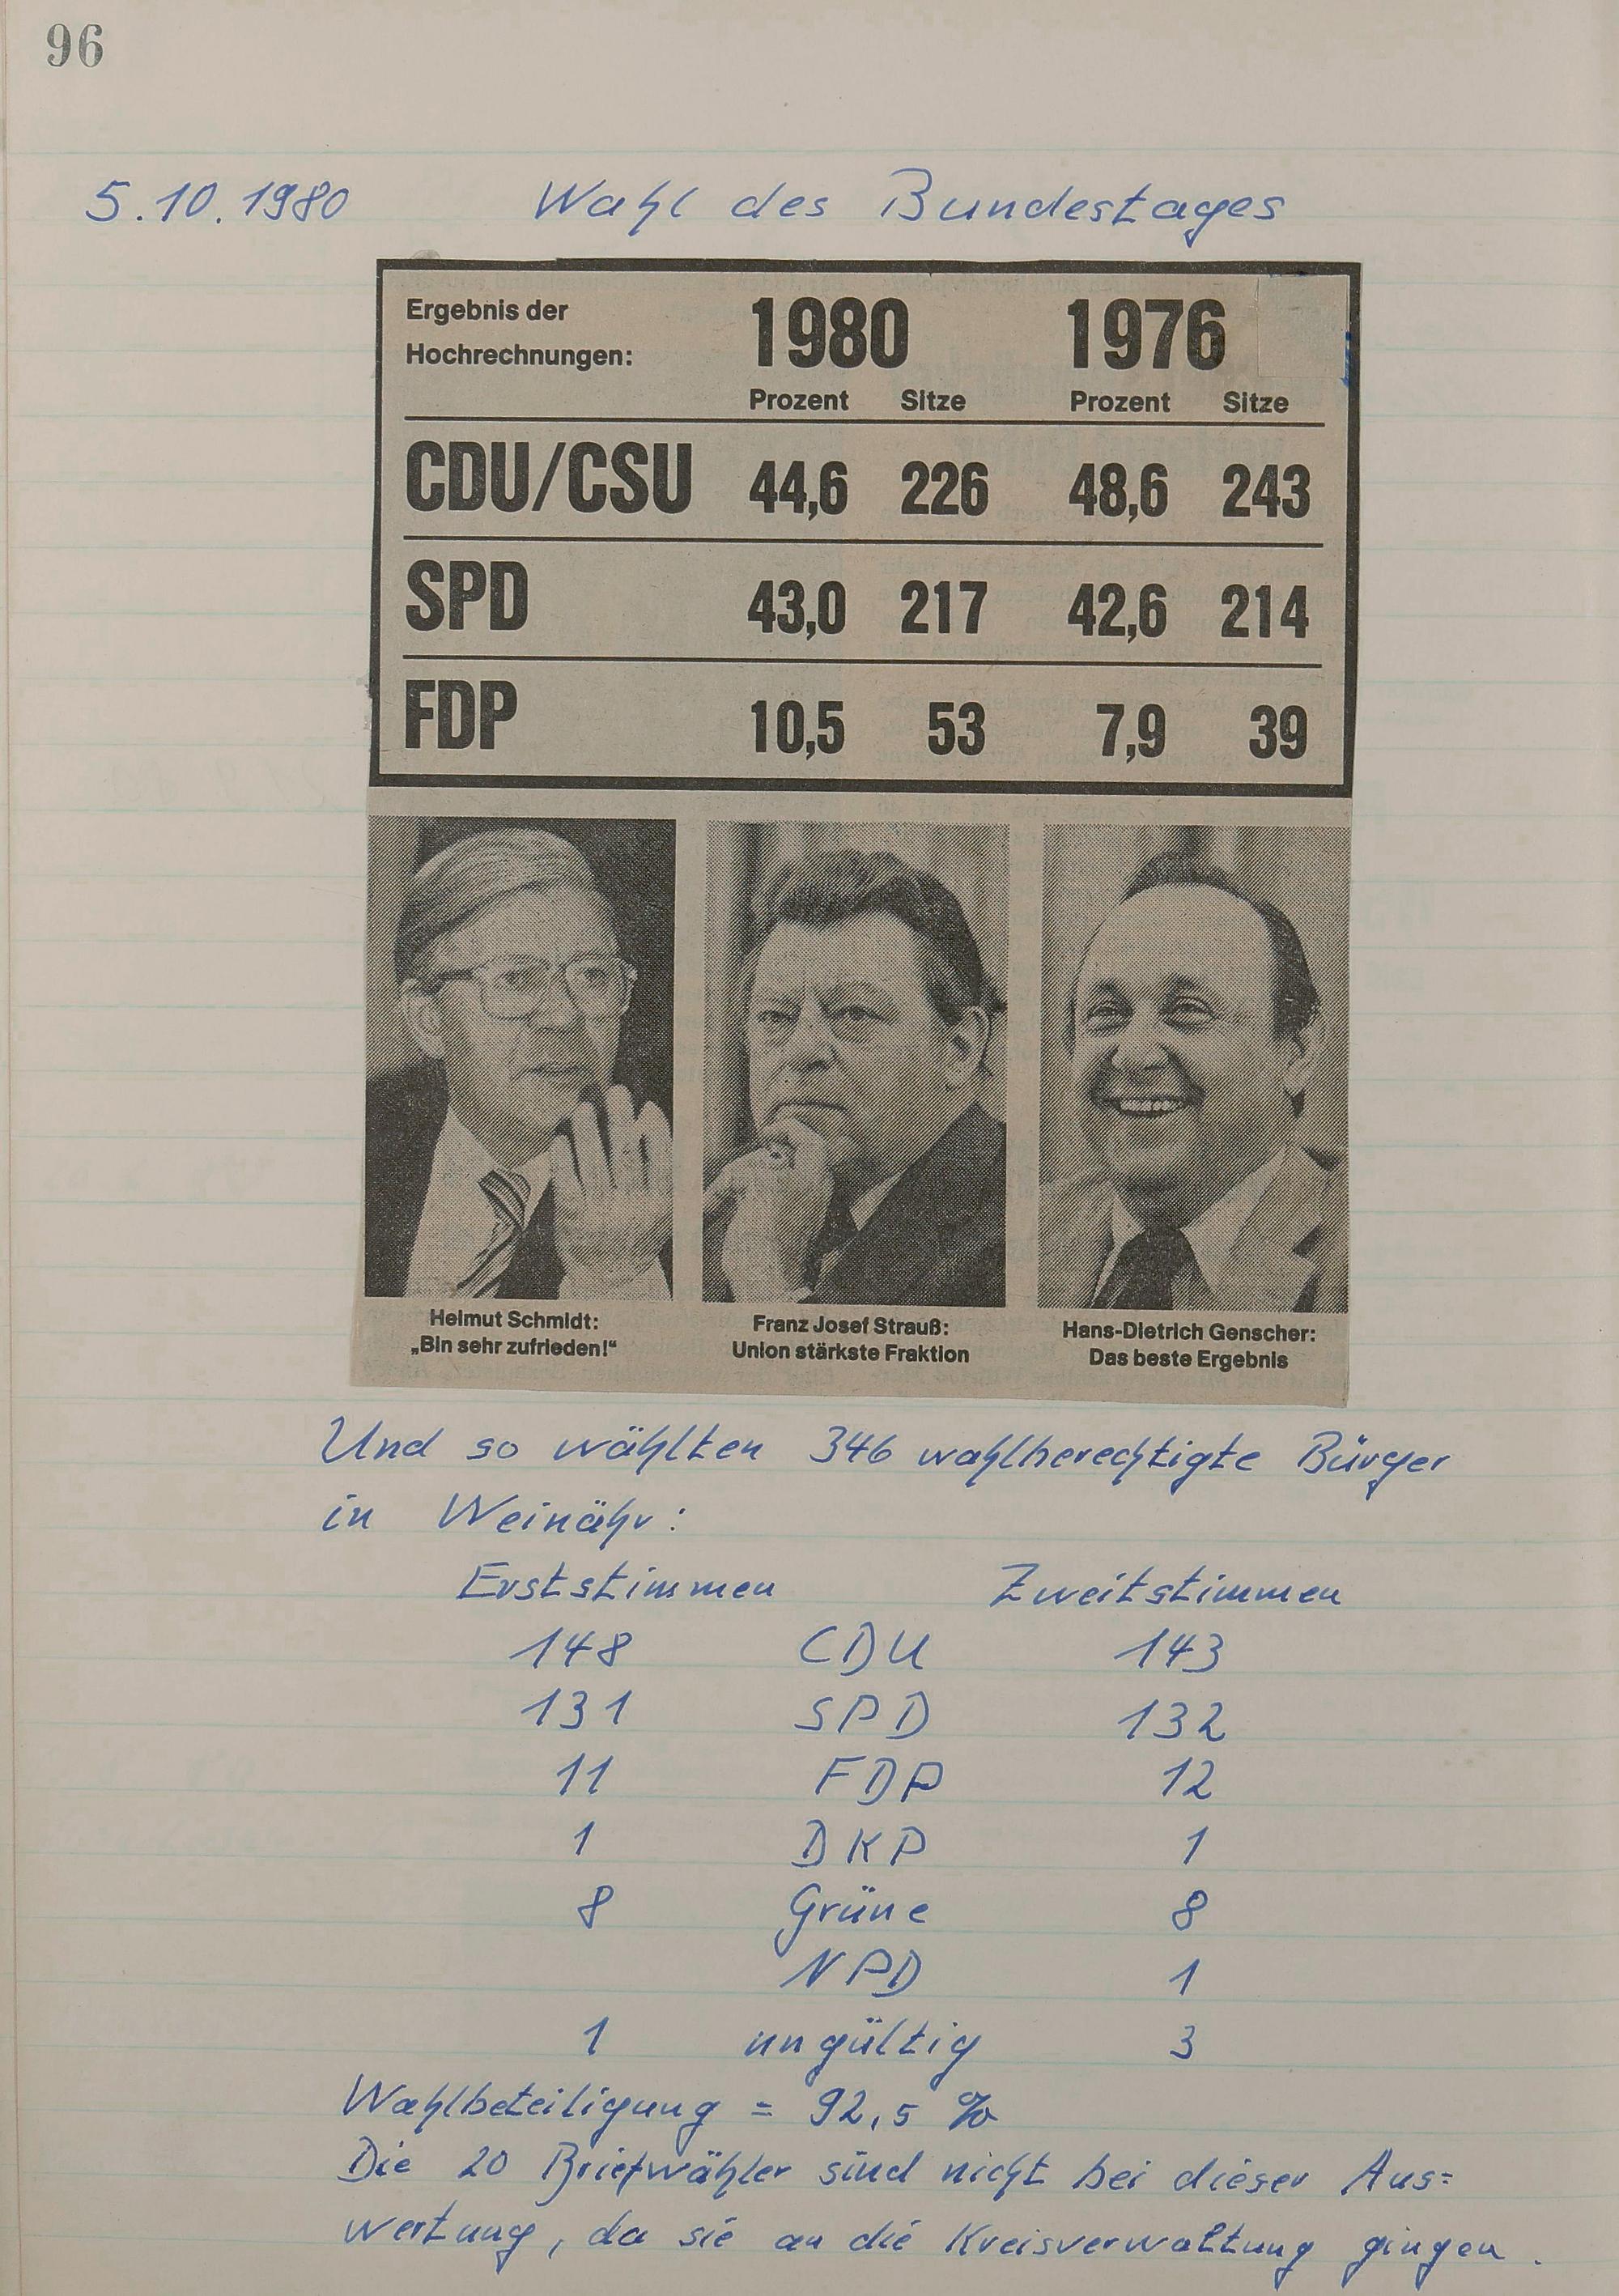 96
5.10.1980 Wahl des Bundestages
Ergebnis der
Hochrechnungen:
1980 1976
Prozent Sitze Prozent Sitze
CDU/CSU 44,6 226 48,6 243
SPD 43,0 217 42,6 214
FDP 10,5 53 7,9 39
Helmut Schmidt:
„Bin sehr zufrieden!“
Franz Josef Strauß:
Union stärkste Fraktion
Hans-Dietrich Genscher:
Das beste Ergebnis
Und so wählten 346 wahlberechtigte Bürger
in Weinähr:
Erststimmen Zweitstimmen
148 CDU 143
131 SPD 132
11 FDP 12
1 DKP 1
8 Grüne 8
NPD 1
1 ungültig 3
Wahlbeteiligung = 92,5 %
Die 20 Briefwähler sind nicht bei dieser Aus=
wertung, da sie an die Kreisverwaltung gingen.